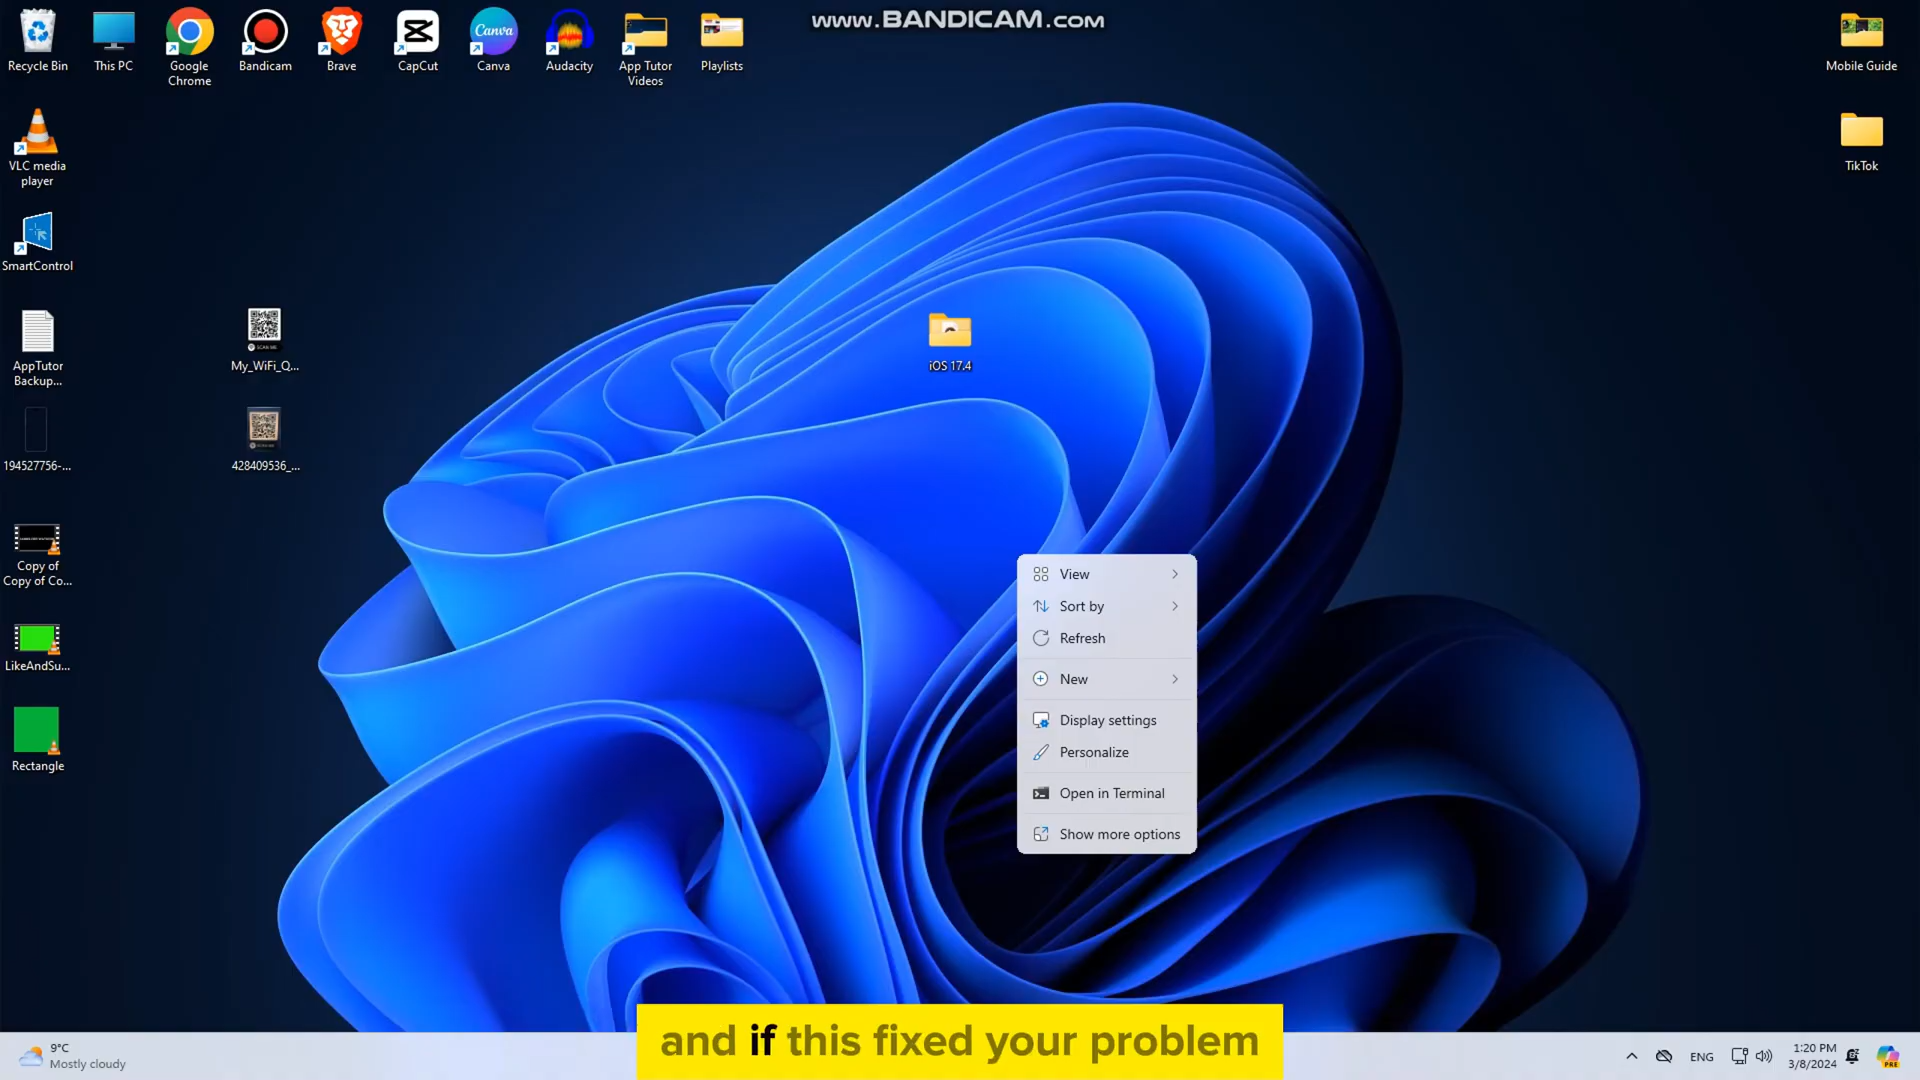 www.BANDICAM.com
Recycle Bin
This PC
Google
Chrome
Bandicam
Brave
CapCut
Canva
Canva
Audacity
App Tutor
Videos
Playlists
Mobile Guide
VLC media
player
TikTok
SmartControl
AppTutor
Backup...
My_WiFi_Q...
iOS 17.4
194527756-...
428409536_...
Copy of
Copy of Co...
LikeAndSu...
Rectangle
View
Sort by
Refresh
New
Display settings
Personalize
Open in Terminal
Show more options
and if this fixed your problem
9°C
Mostly cloudy
ENG
1:20 PM
3/8/2024
PRE